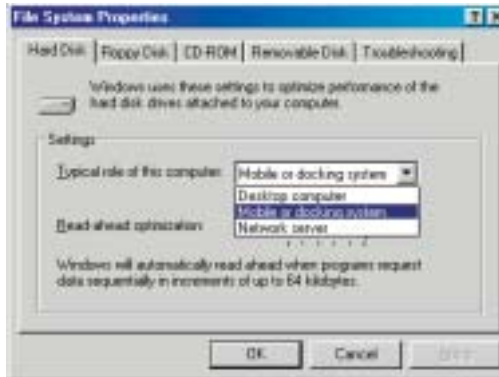 File System Properties
Hard Disk Floppy Disk CD-ROM Removable Disk Troubleshooting
Windows uses these settings to optimize performance of the
hard disk drives attached to your computer.
Settings
Typical role of this computer: Mobile or docking system
Desktop computer
Mobile or docking system
Network server
Read-ahead optimization:
Windows will automatically read ahead when programs request
data sequentially in increments of up to 64 kilobytes.
OK Cancel